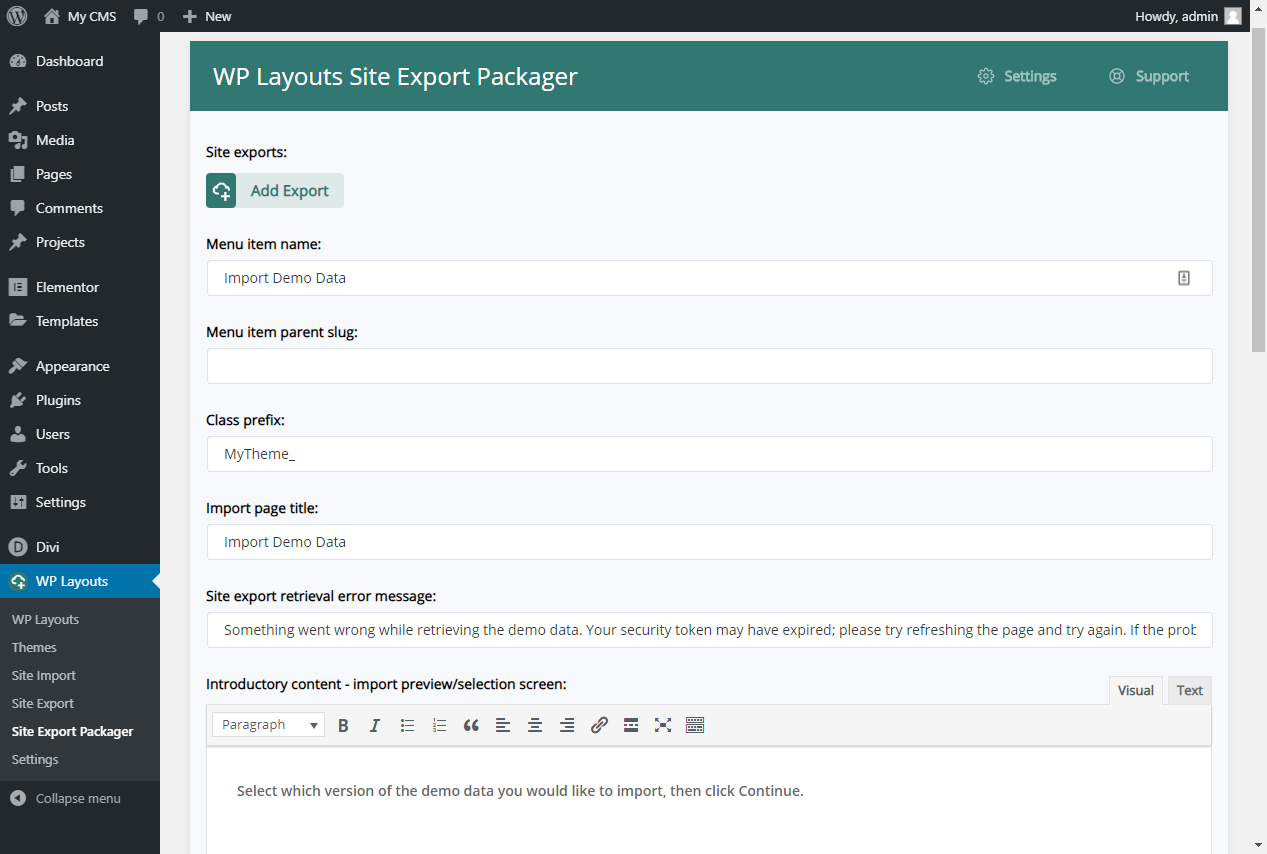 My CMS 0 New Howdy, admin
Dashboard
Posts
Media
Pages
Comments
Projects
Elementor
Templates
Appearance
Plugins
Users
Tools
Settings
Divi
WP Layouts
WP Layouts
Themes
Site Import
Site Export
Site Export Packager
Settings
Collapse menu
WP Layouts Site Export Packager Settings Support
Site exports:
Add Export
Menu item name:
Import Demo Data
Menu item parent slug:
Class prefix:
MyTheme_
Import page title:
Import Demo Data
Site export retrieval error message:
Something went wrong while retrieving the demo data. Your security token may have expired; please try refreshing the page and try again. If the prob
Introductory content - import preview/selection screen:
Visual Text
Paragraph
Select which version of the demo data you would like to import, then click Continue.